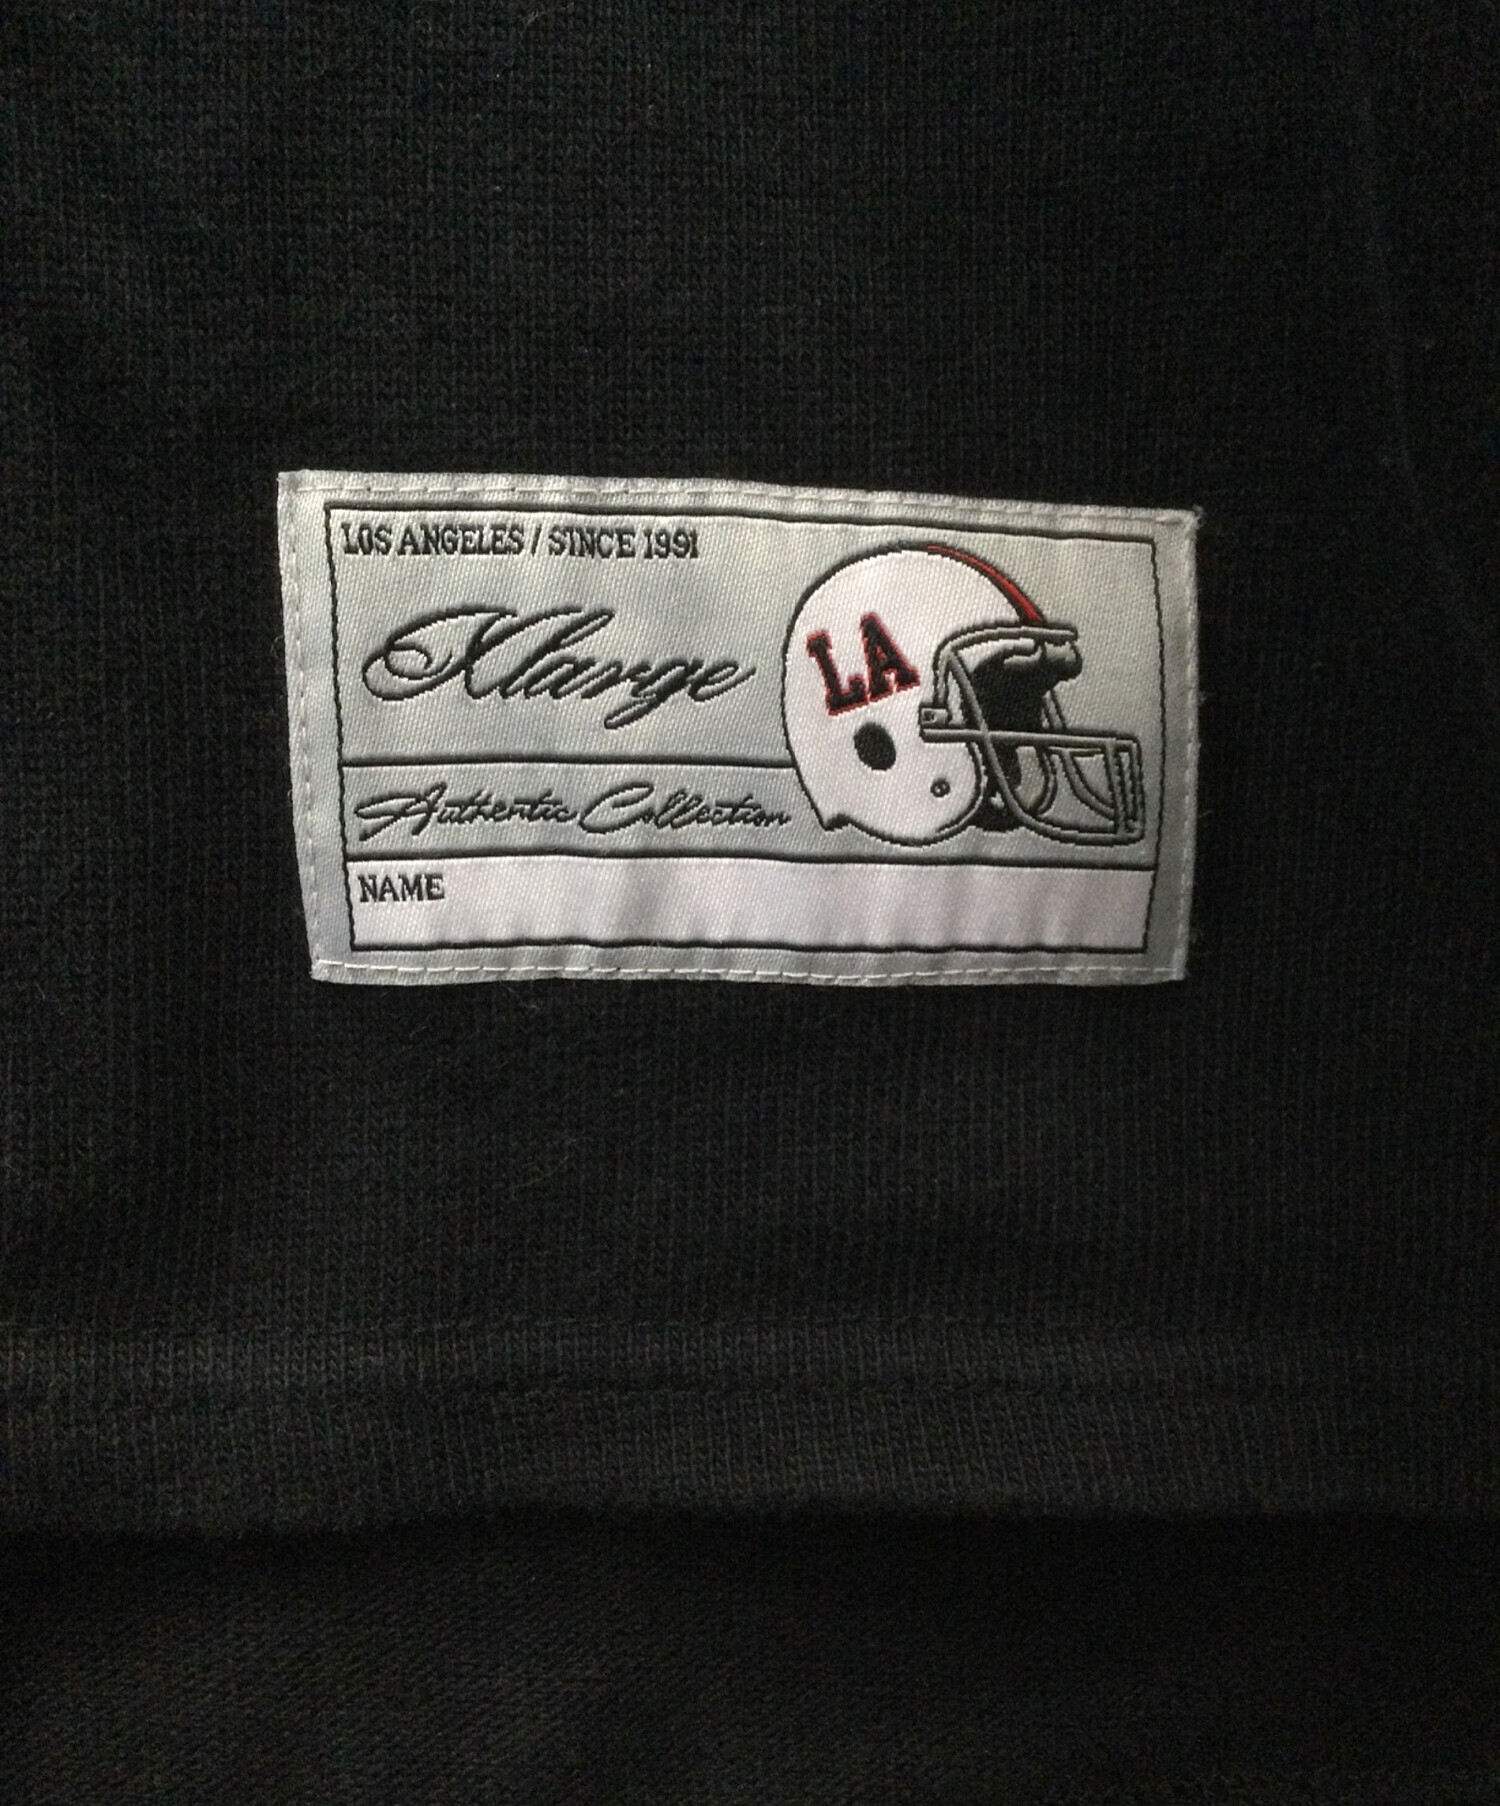 LOS ANGELES / SINCE 1991
Xlarge
LA
Authentic Collection
NAME